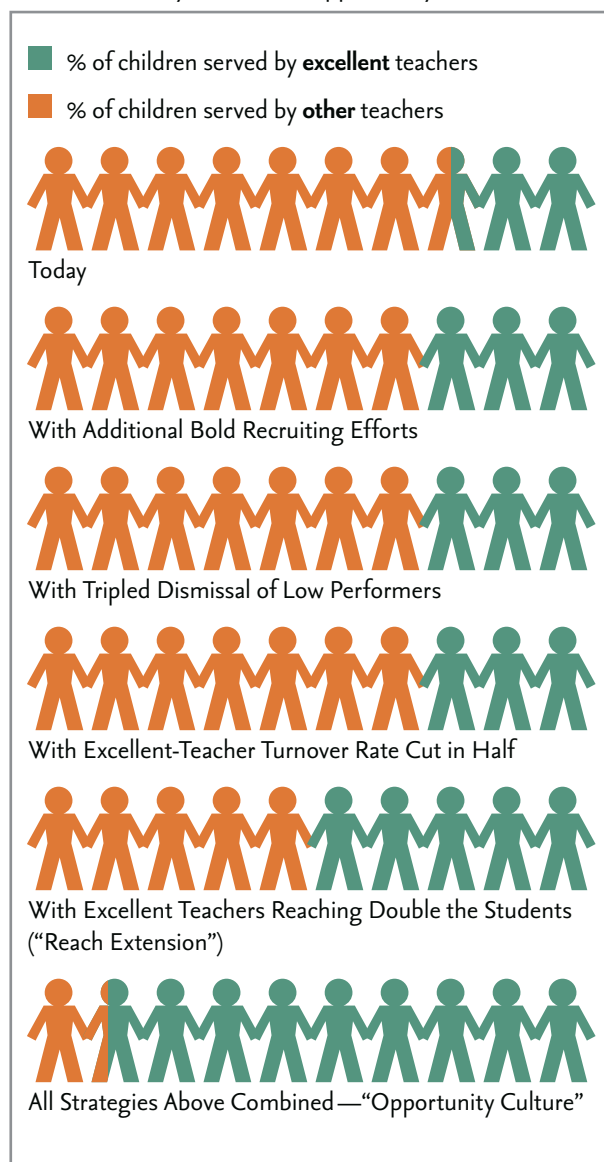 % of children served by excellent teachers
% of children served by other teachers
Today
With Additional Bold Recruiting Efforts
With Tripled Dismissal of Low Performers
With Excellent-Teacher Turnover Rate Cut in Half
With Excellent Teachers Reaching Double the Students
(“Reach Extension”)
All Strategies Above Combined—“Opportunity Culture”